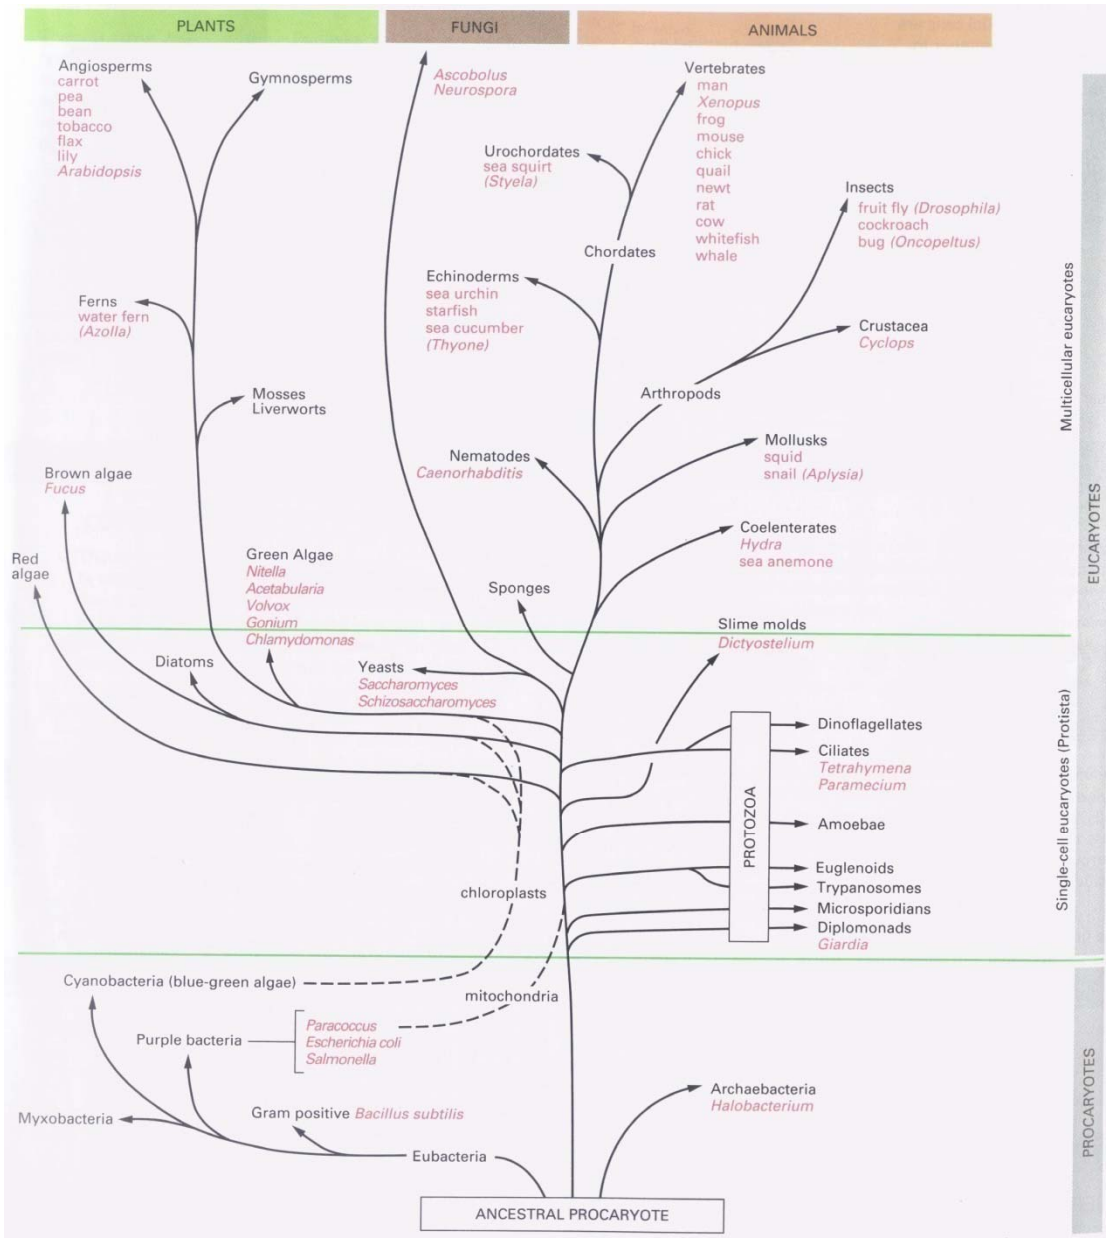 PLANTS
FUNGI
ANIMALS
Angiosperms
carrot
pea
bean
tobacco
flax
lily
Arabidopsis
Gymnosperms
Ascobolus
Neurospora
Vertebrates
man
Xenopus
frog
mouse
chick
quail
newt
rat
cow
whitefish
whale
Urochordates
sea squirt
(Styela)
Insects
fruit fly (Drosophila)
cockroach
bug (Oncopeltus)
Chordates
Echinoderms
sea urchin
starfish
sea cucumber
(Thyone)
Ferns
water fern
(Azolla)
Crustacea
Cyclops
Arthropods
Mosses
Liverworts
Nematodes
Caenorhabditis
Mollusks
squid
snail (Aplysia)
Brown algae
Fucus
Coelenterates
Hydra
sea anemone
Red
algae
Green Algae
Nitella
Acetabularia
Volvox
Gonium
Chlamydomonas
Sponges
Multicellular eucaryotes
EUCARYOTES
Slime molds
Dictyostelium
Diatoms
Yeasts
Saccharomyces
Schizosaccharomyces
PROTOZOA
Dinoflagellates
Ciliates
Tetrahymena
Paramecium
Amoebae
Euglenoids
Trypanosomes
Microsporidians
Diplomonads
Giardia
Single-cell eucaryotes (Protista)
chloroplasts
Cyanobacteria (blue-green algae)
mitochondria
Purple bacteria
Paracoccus
Escherichia coli
Salmonella
Archaebacteria
Halobacterium
Myxobacteria
Gram positive Bacillus subtilis
Eubacteria
PROCARYOTES
ANCESTRAL PROCARYOTE